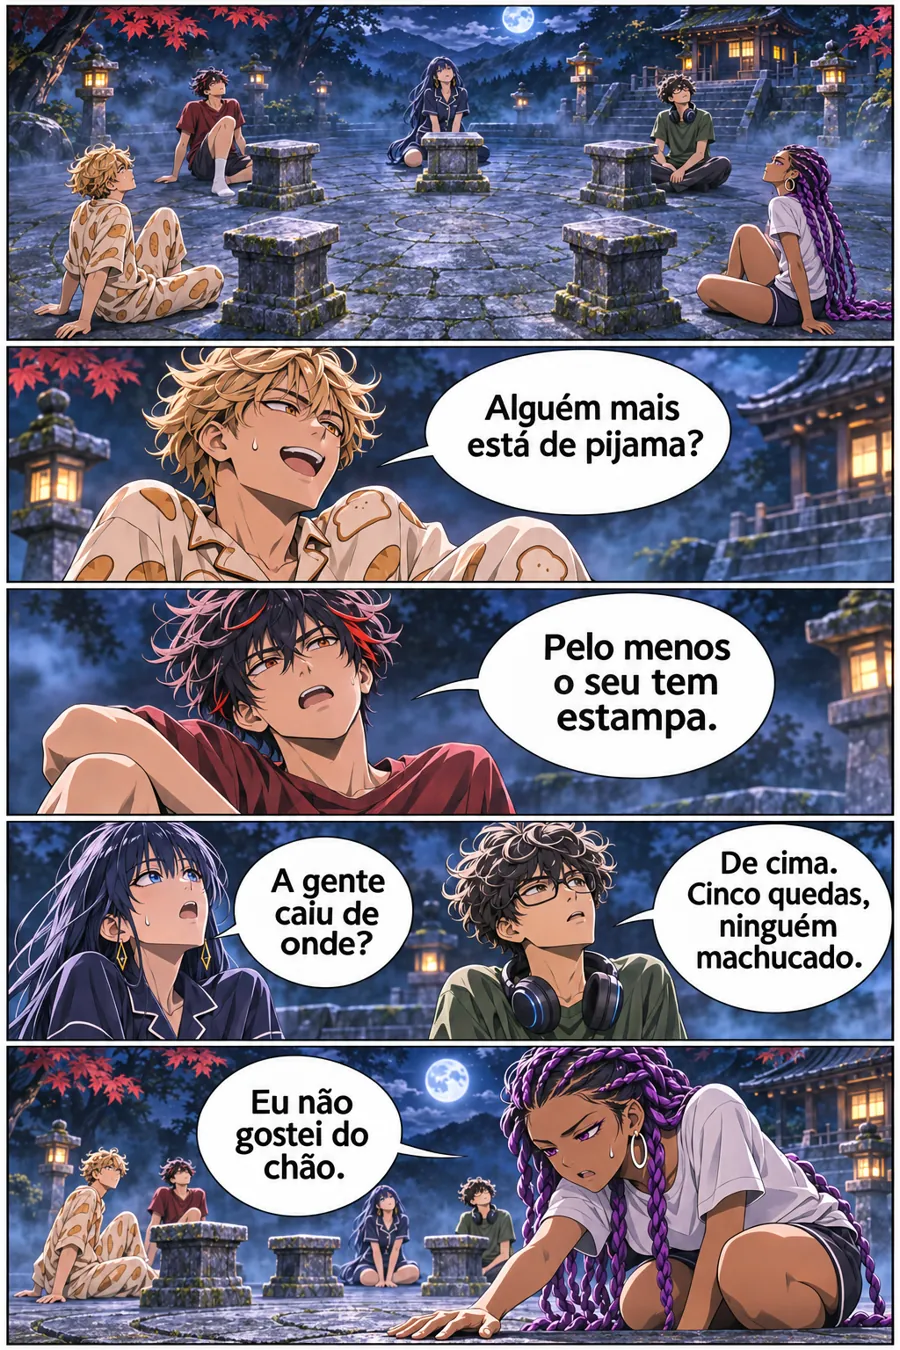 Alguém mais
está de pijama?
Pelo menos
o seu tem
estampa.
A gente
caiu de
onde?
De cima.
Cinco quedas,
ninguém
machucado.
Eu não
gostei do
chão.